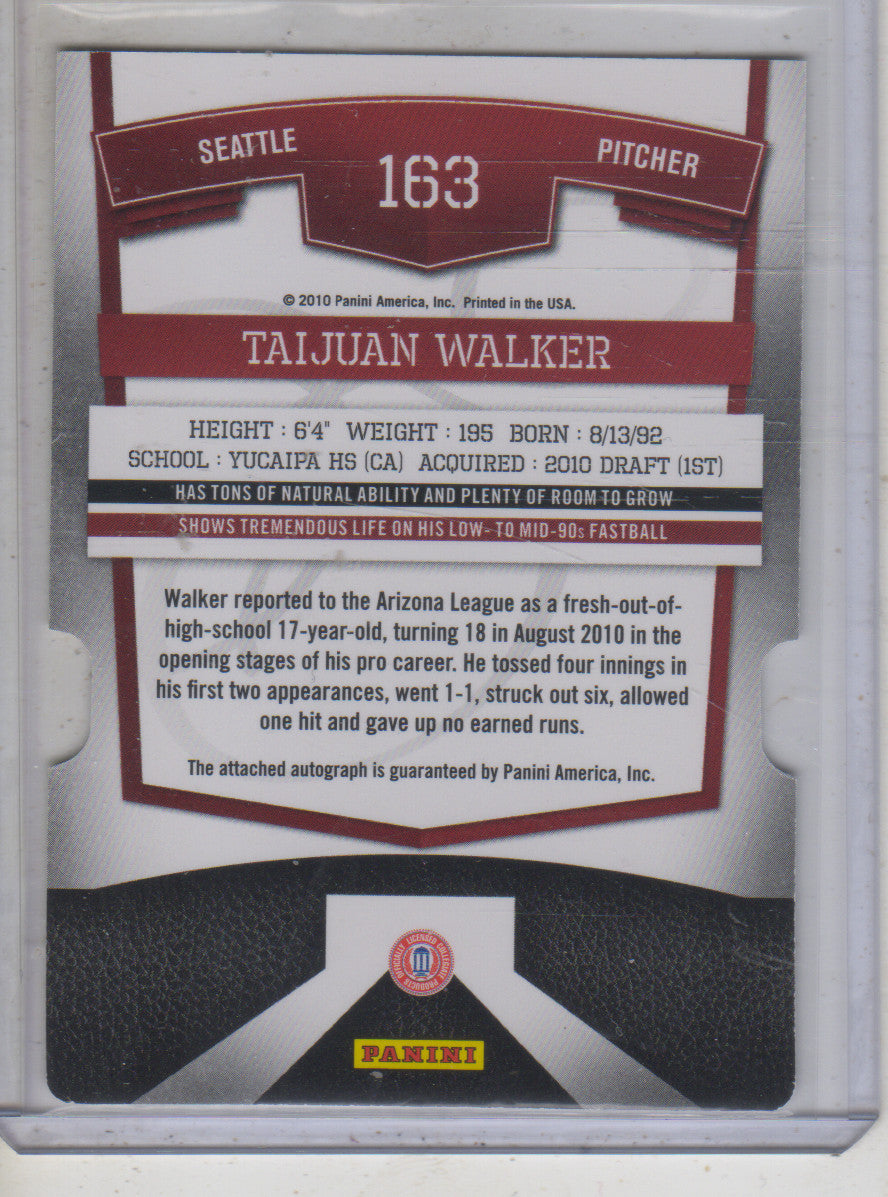 SEATTLE 163 PITCHER
© 2010 Panini America, Inc. Printed in the USA.
TAIJUAN WALKER
HEIGHT : 6'4" WEIGHT : 195 BORN : 8/13/92
SCHOOL : YUCAIPA HS (CA) ACQUIRED : 2010 DRAFT (1ST)
HAS TONS OF NATURAL ABILITY AND PLENTY OF ROOM TO GROW
SHOWS TREMENDOUS LIFE ON HIS LOW- TO MID-90s FASTBALL
Walker reported to the Arizona League as a fresh-out-of-
high-school 17-year-old, turning 18 in August 2010 in the
opening stages of his pro career. He tossed four innings in
his first two appearances, went 1-1, struck out six, allowed
one hit and gave up no earned runs.
The attached autograph is guaranteed by Panini America, Inc.
OFFICIALLY LICENSED COLLEGIATE PRODUCTS
PANINI